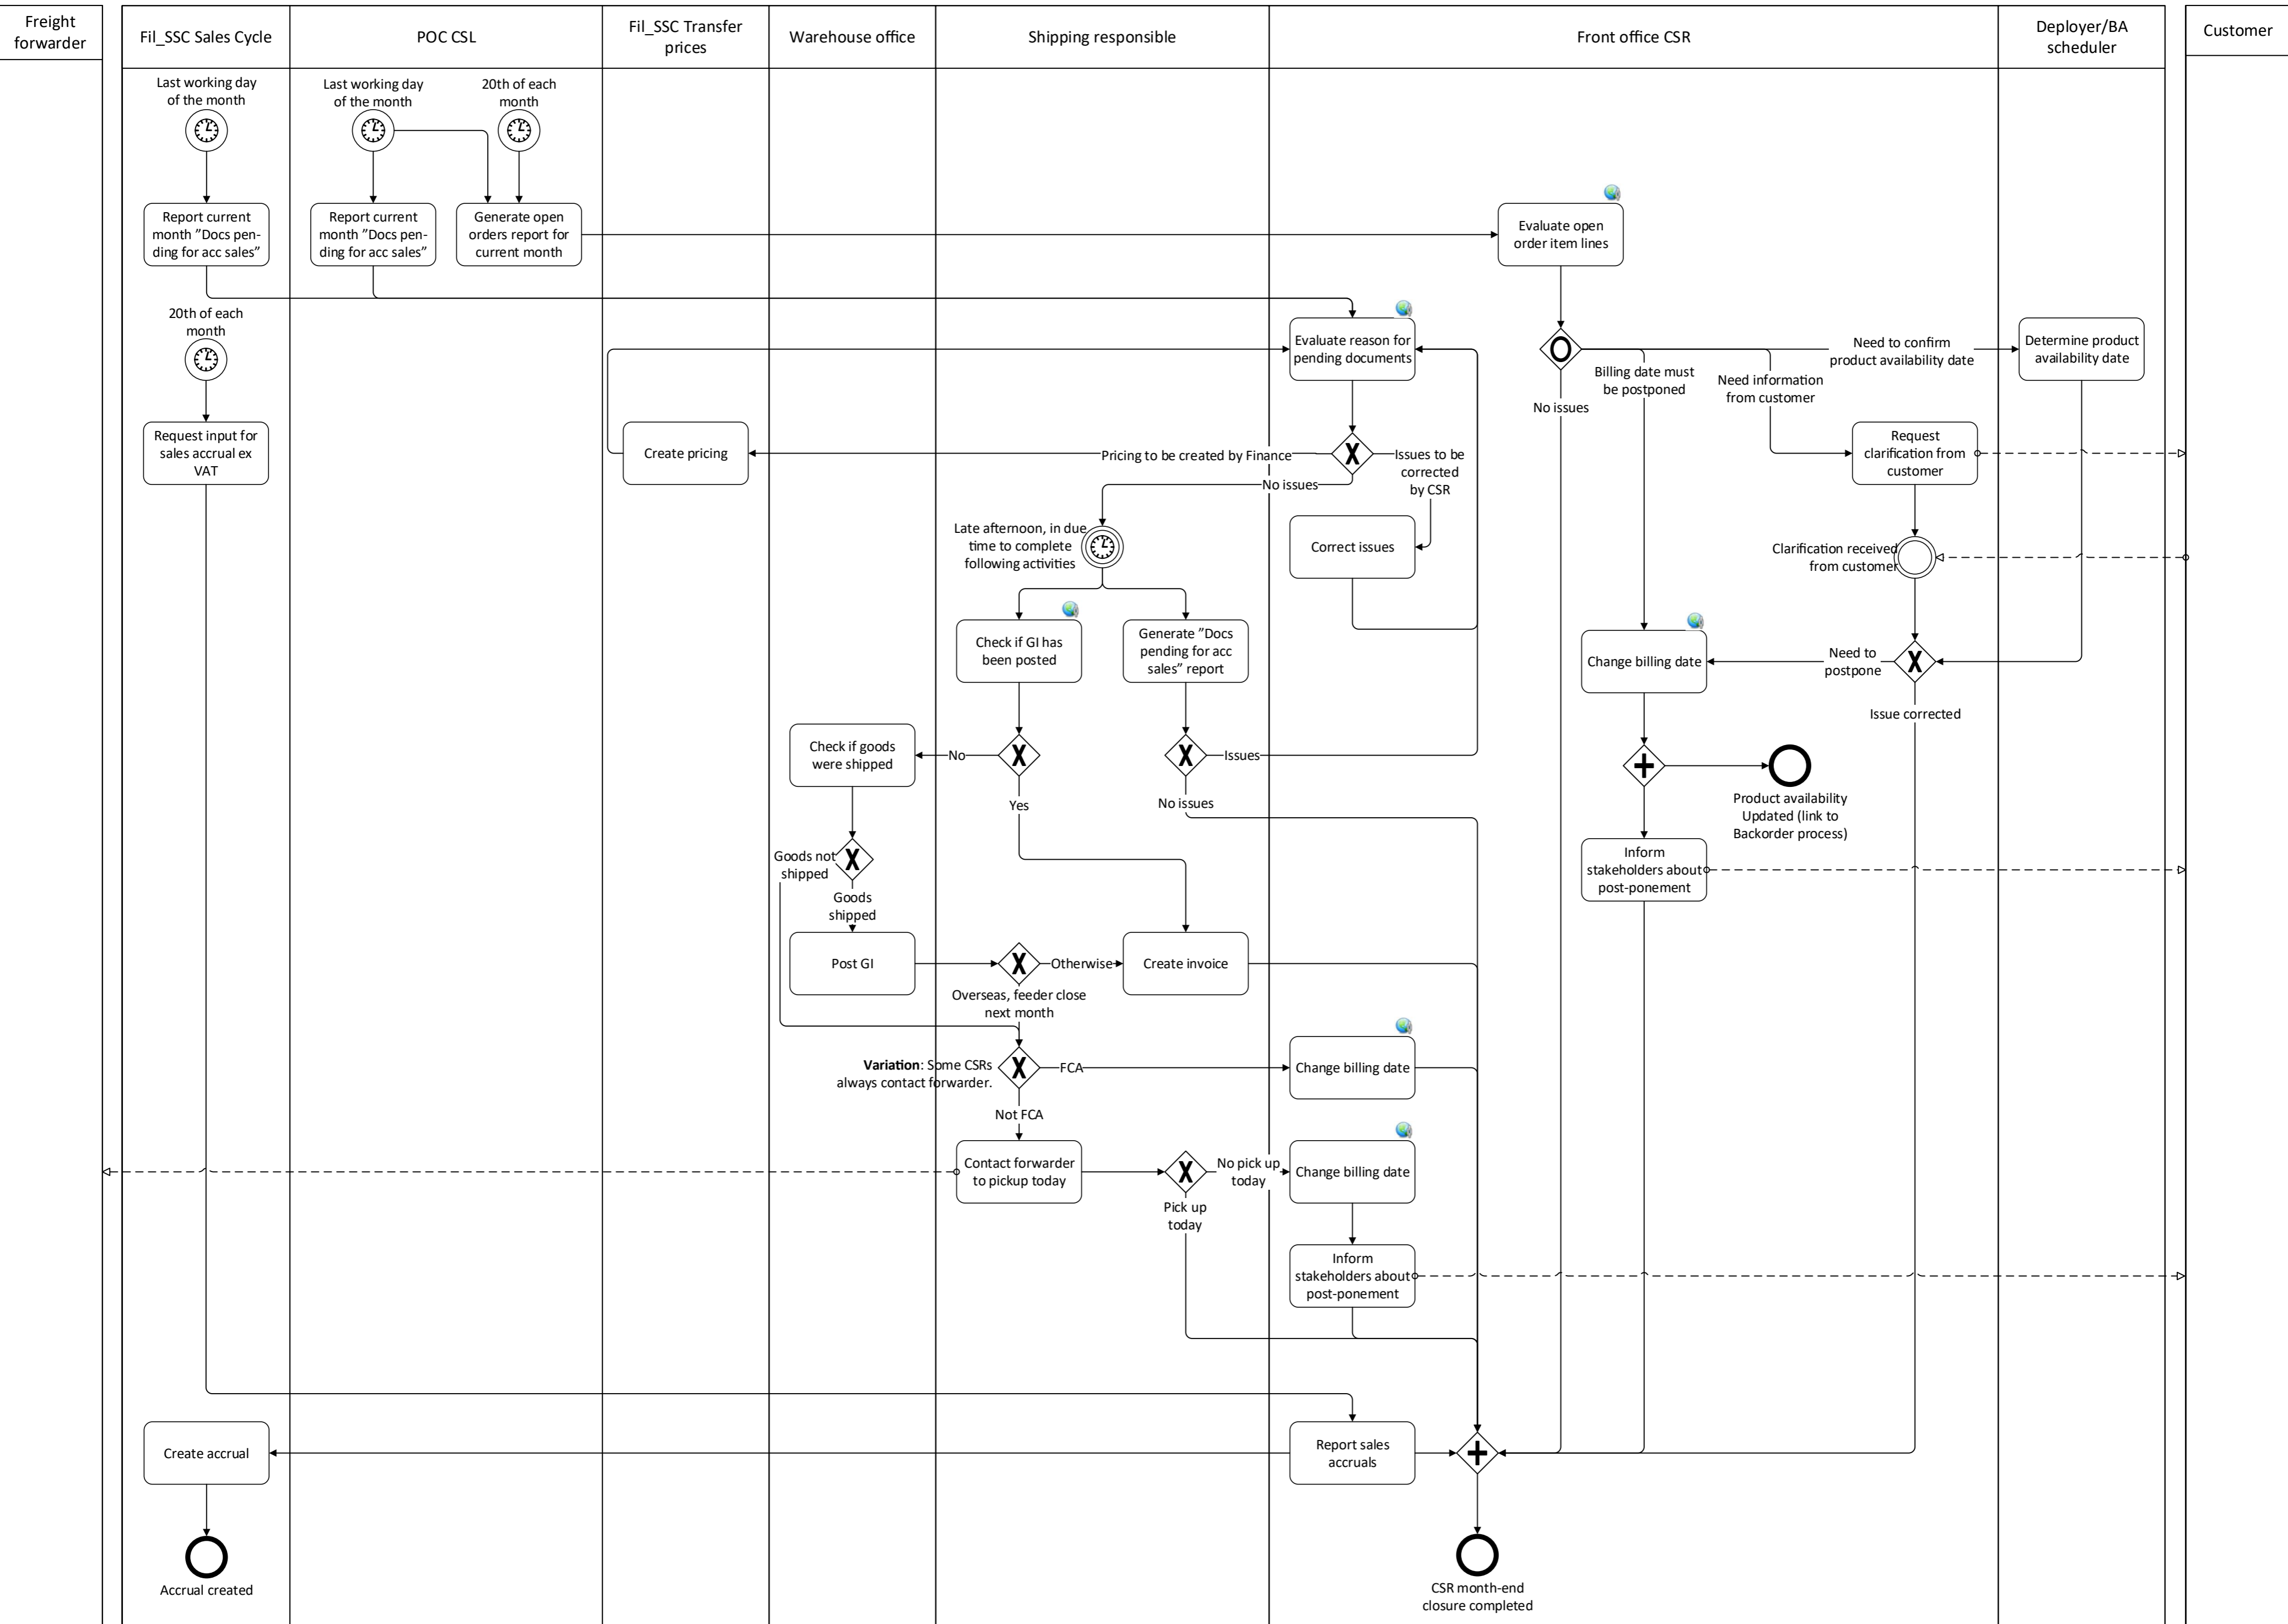 Freight
forwarder
Fil_SSC Sales Cycle
POC CSL
Fil_SSC Transfer
prices
Warehouse office
Shipping responsible
Front office CSR
Deployer/BA
scheduler
Customer
Last working day
of the month
Last working day
of the month
20th of each
month
Report current
month ”Docs pen-
ding for acc sales”
Report current
month ”Docs pen-
ding for acc sales”
Generate open
orders report for
current month
Evaluate open
order item lines
20th of each
month
Evaluate reason for
pending documents
Need to confirm
product availability date
Determine product
availability date
Billing date must
be postponed
Need information
from customer
No issues
Request input for
sales accrual ex
VAT
Create pricing
Pricing to be created by Finance
Issues to be
corrected
by CSR
No issues
Request
clarification from
customer
Late afternoon, in due
time to complete
following activities
Correct issues
Clarification received
from customer
Check if GI has
been posted
Generate ”Docs
pending for acc
sales” report
Change billing date
Need to
postpone
Issue corrected
Check if goods
were shipped
No
Issues
Yes
No issues
Product availability
Updated (link to
Backorder process)
Goods not
shipped
Goods
shipped
Inform
stakeholders about
post-ponement
Post GI
Otherwise
Create invoice
Overseas, feeder close
next month
Variation: Some CSRs
always contact forwarder.
FCA
Change billing date
Not FCA
Contact forwarder
to pickup today
No pick up
today
Change billing date
Pick up
today
Inform
stakeholders about
post-ponement
Create accrual
Report sales
accruals
Accrual created
CSR month-end
closure completed